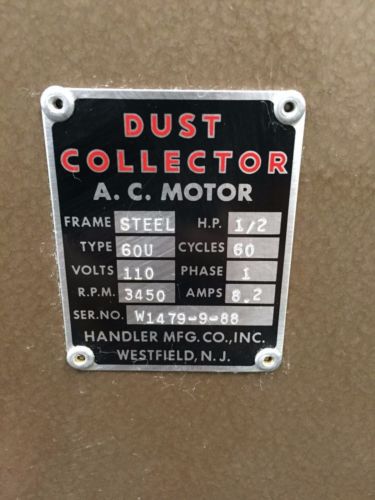 DUST
COLLECTOR
A. C. MOTOR
FRAME STEEL H.P. 1/2
TYPE 60U CYCLES 60
VOLTS 110 PHASE 1
R.P.M. 3450 AMPS 8.2
SER.NO. W1479-9-88
HANDLER MFG.CO.,INC.
WESTFIELD, N. J.